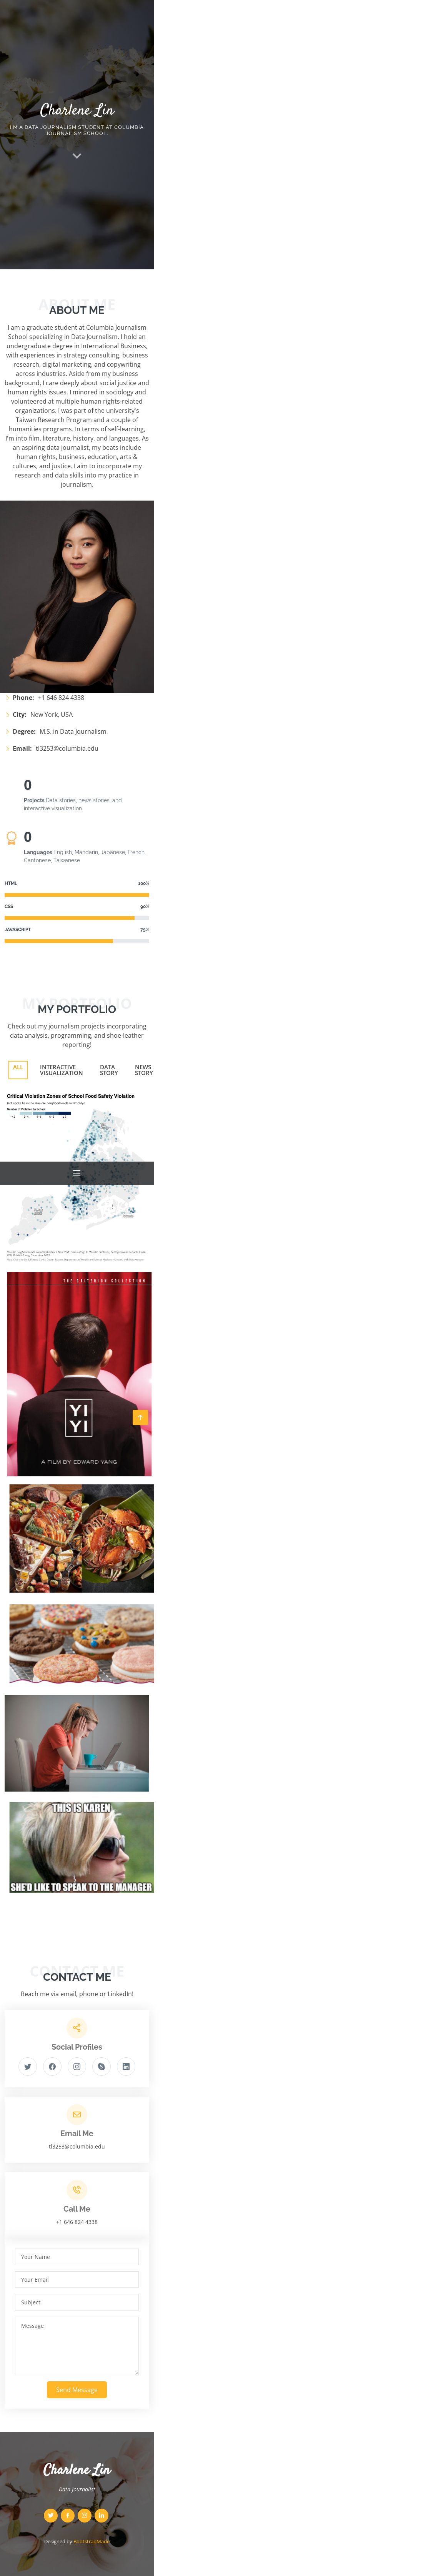 Charlene Lin
I'M A DATA JOURNALISM STUDENT AT COLUMBIA
JOURNALISM SCHOOL.
ABOUT ME
ABOUT ME
I am a graduate student at Columbia Journalism
School specializing in Data Journalism. I hold an
undergraduate degree in International Business,
with experiences in strategy consulting, business
research, digital marketing, and copywriting
across industries. Aside from my business
background, I care deeply about social justice and
human rights issues. I minored in sociology and
volunteered at multiple human rights-related
organizations. I was part of the university's
Taiwan Research Program and a couple of
humanities programs. In terms of self-learning,
I'm into film, literature, history, and languages. As
an aspiring data journalist, my beats include
human rights, business, education, arts &
cultures, and justice. I aim to incorporate my
research and data skills into my practice in
journalism.
Phone: +1 646 824 4338
City: New York, USA
Degree: M.S. in Data Journalism
Email: tl3253@columbia.edu
0
Projects Data stories, news stories, and
interactive visualization
0
Languages English, Mandarin, Japanese, French,
Cantonese, Taiwanese
HTML 100%
CSS 90%
JAVASCRIPT 75%
MY PORTFOLIO
MY PORTFOLIO
Check out my journalism projects incorporating
data analysis, programming, and shoe-leather
reporting!
ALL INTERACTIVE VISUALIZATION DATA STORY NEWS STORY
Critical Violation Zones of School Food Safety Violation
Number of Violation by School
THE CRITERION COLLECTION
YI
YI
A FILM BY EDWARD YANG
THIS IS KAREN
SHE'D LIKE TO SPEAK TO THE MANAGER
CONTACT ME
CONTACT ME
Reach me via email, phone or LinkedIn!
Social Profiles
Email Me
tl3253@columbia.edu
Call Me
+1 646 824 4338
Your Name
Your Email
Subject
Message
Send Message
Charlene Lin
Data Journalist
Designed by BootstrapMade